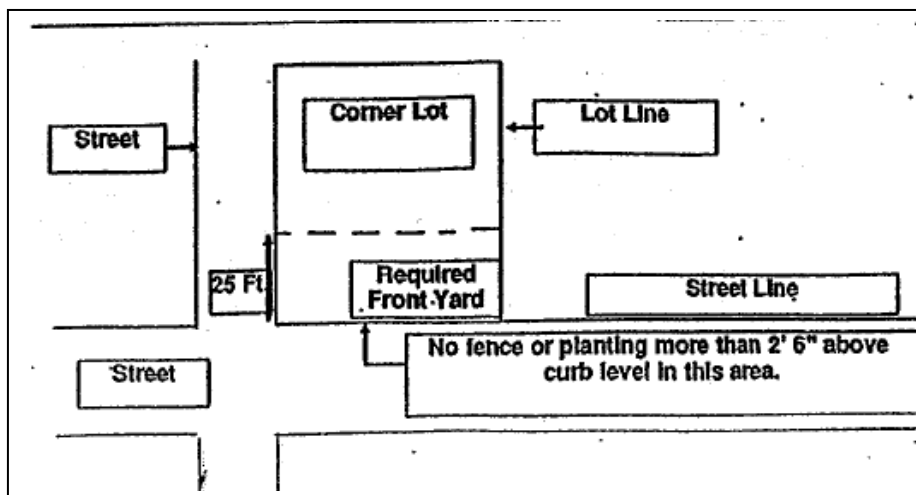 Corner Lot
Lot Line
Street
25 Ft.
Required
Front Yard
Street Line
No fence or planting more than 2' 6" above
curb level in this area.
Street